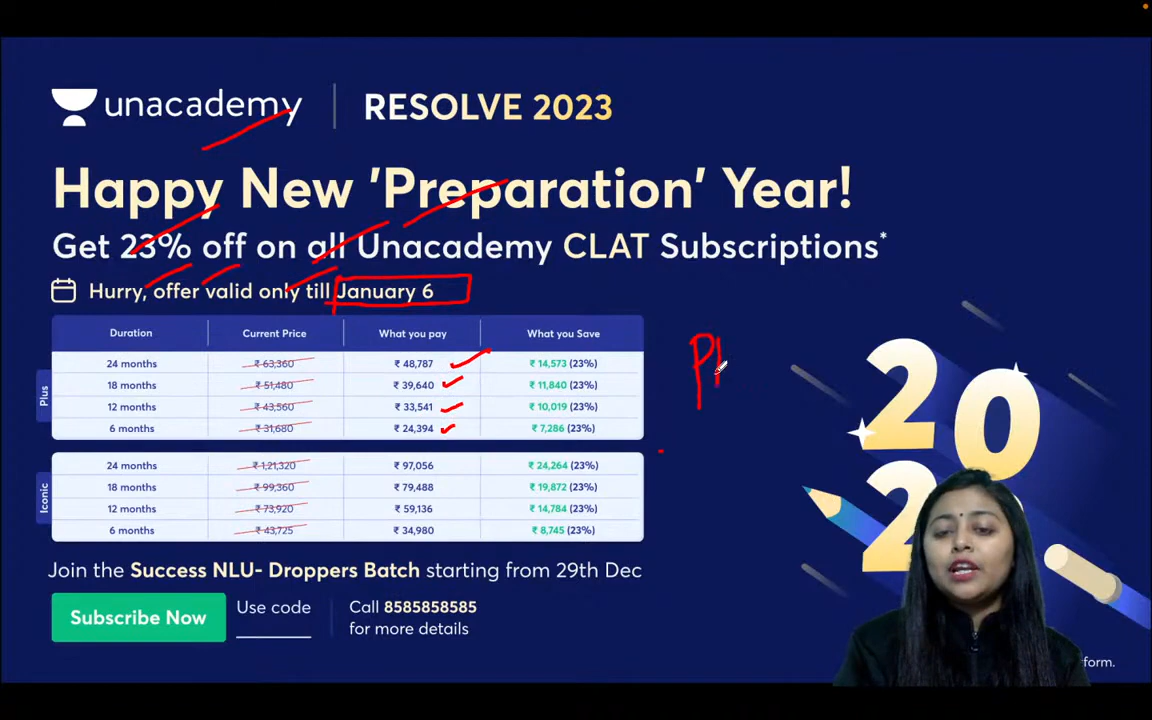 unacademy RESOLVE 2023
Happy New 'Preparation' Year!
Get 23% off on all Unacademy CLAT Subscriptions*
Hurry, offer valid only till January 6
Duration Current Price What you pay What you Save
Plus
24 months ₹ 63,360 ₹ 48,787 ₹ 14,573 (23%)
18 months ₹ 51,480 ₹ 39,640 ₹ 11,840 (23%)
12 months ₹ 43,560 ₹ 33,541 ₹ 10,019 (23%)
6 months ₹ 31,680 ₹ 24,394 ₹ 7,286 (23%)
Iconic
24 months ₹ 1,21,320 ₹ 97,056 ₹ 24,264 (23%)
18 months ₹ 99,360 ₹ 79,488 ₹ 19,872 (23%)
12 months ₹ 73,920 ₹ 59,136 ₹ 14,784 (23%)
6 months ₹ 43,725 ₹ 34,980 ₹ 8,745 (23%)
Join the Success NLU- Droppers Batch starting from 29th Dec
Subscribe Now
Use code
Call 8585858585
for more details
20
2